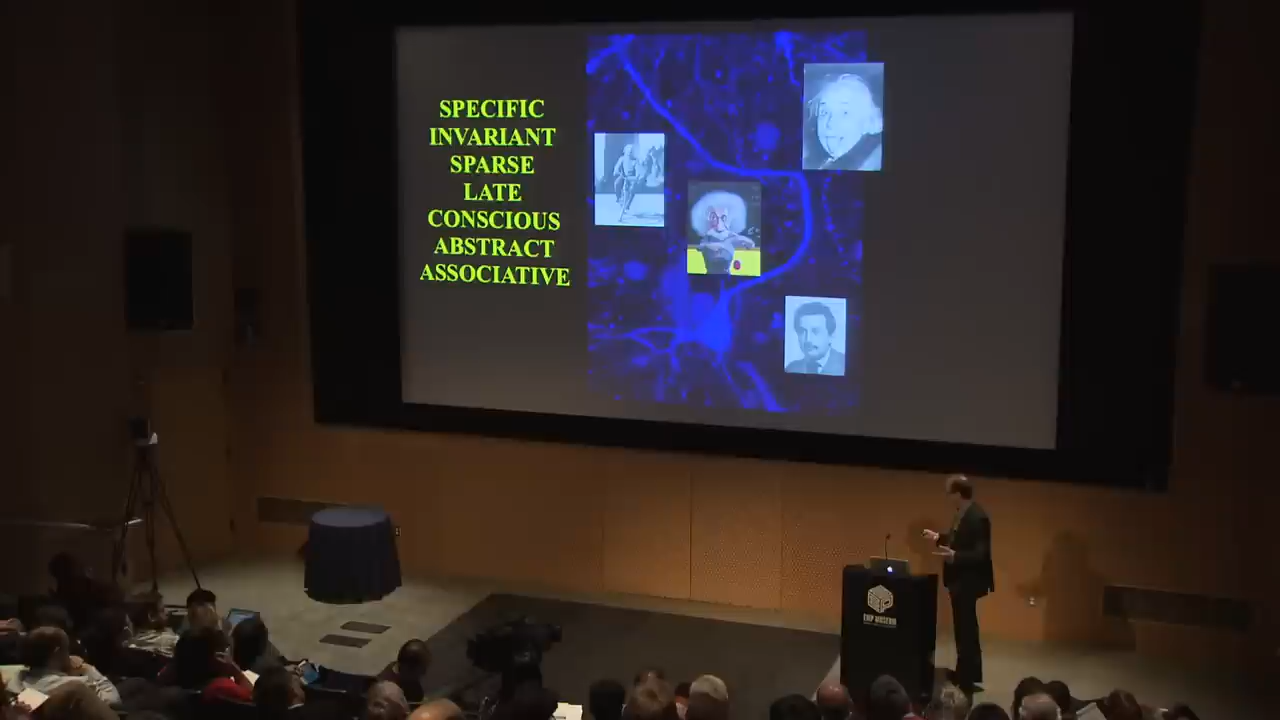 SPECIFIC
INVARIANT
SPARSE
LATE
CONSCIOUS
ABSTRACT
ASSOCIATIVE